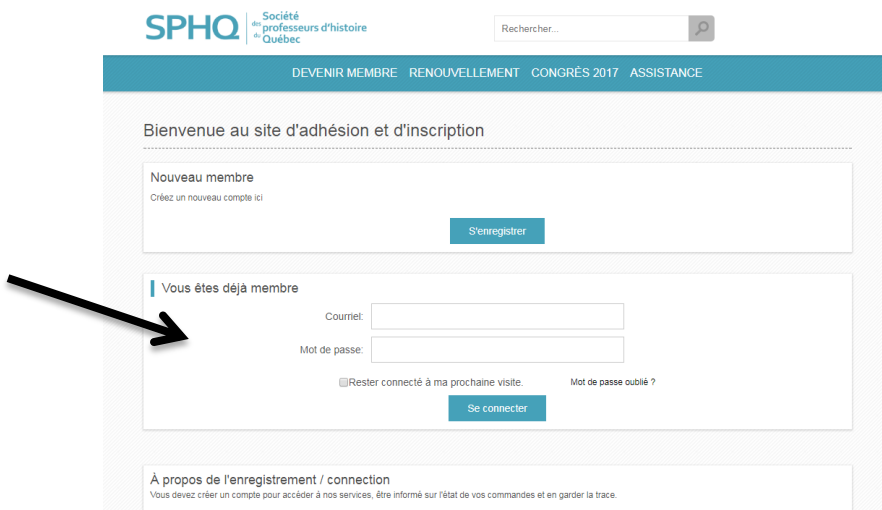 SPHQ des Société
professeurs d'histoire
du Québec
Rechercher...
DEVENIR MEMBRE RENOUVELLEMENT CONGRÈS 2017 ASSISTANCE
Bienvenue au site d'adhésion et d'inscription
Nouveau membre
Créez un nouveau compte ici
S'enregistrer
Vous êtes déjà membre
Courriel:
Mot de passe:
Rester connecté à ma prochaine visite. Mot de passe oublié ?
Se connecter
À propos de l'enregistrement / connection
Vous devez créer un compte pour accéder à nos services, être informé sur l'état de vos commandes et en garder la trace.